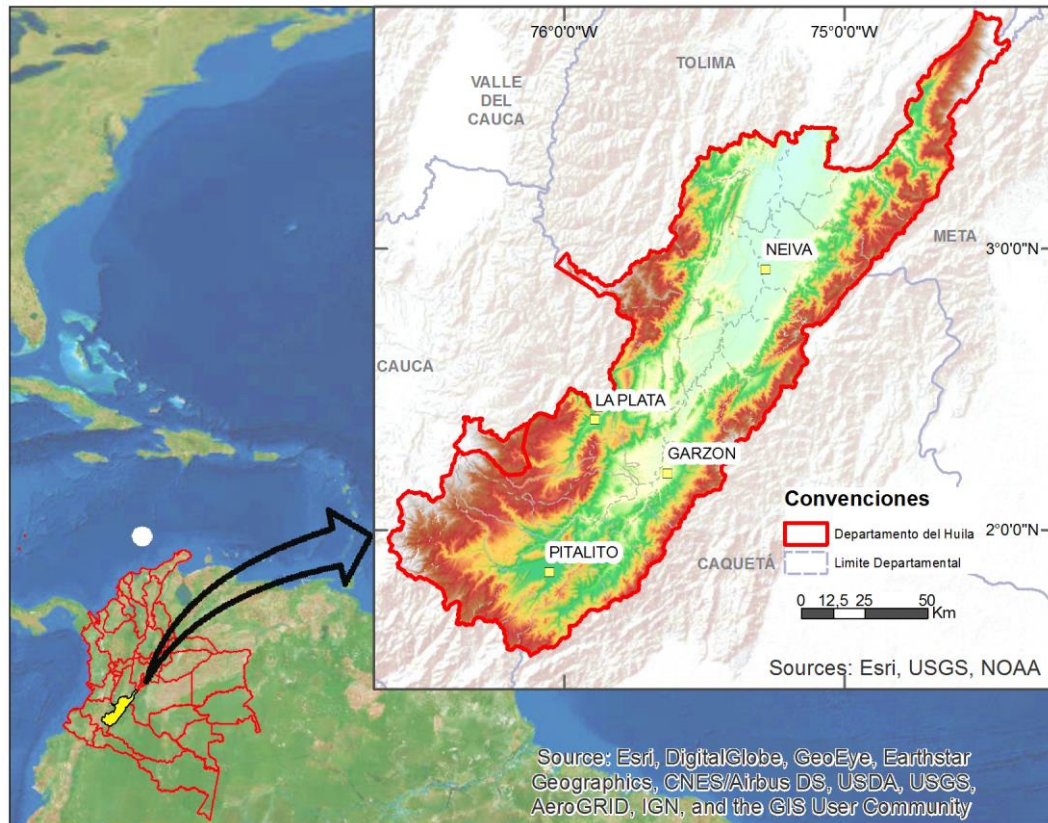 76°0'0"W
75°0'0"W
TOLIMA
VALLE
DEL
CAUCA
META
NEIVA
3°0'0"N
CAUCA
LA PLATA
GARZON
Convenciones
Departamento del Huila
Limite Departamental
2°0'0"N
PITALITO
CAQUETÁ
0 12,5 25 50
Km
Sources: Esri, USGS, NOAA
Source: Esri, DigitalGlobe, GeoEye, Earthstar
Geographics, CNES/Airbus DS, USDA, USGS,
AeroGRID, IGN, and the GIS User Community